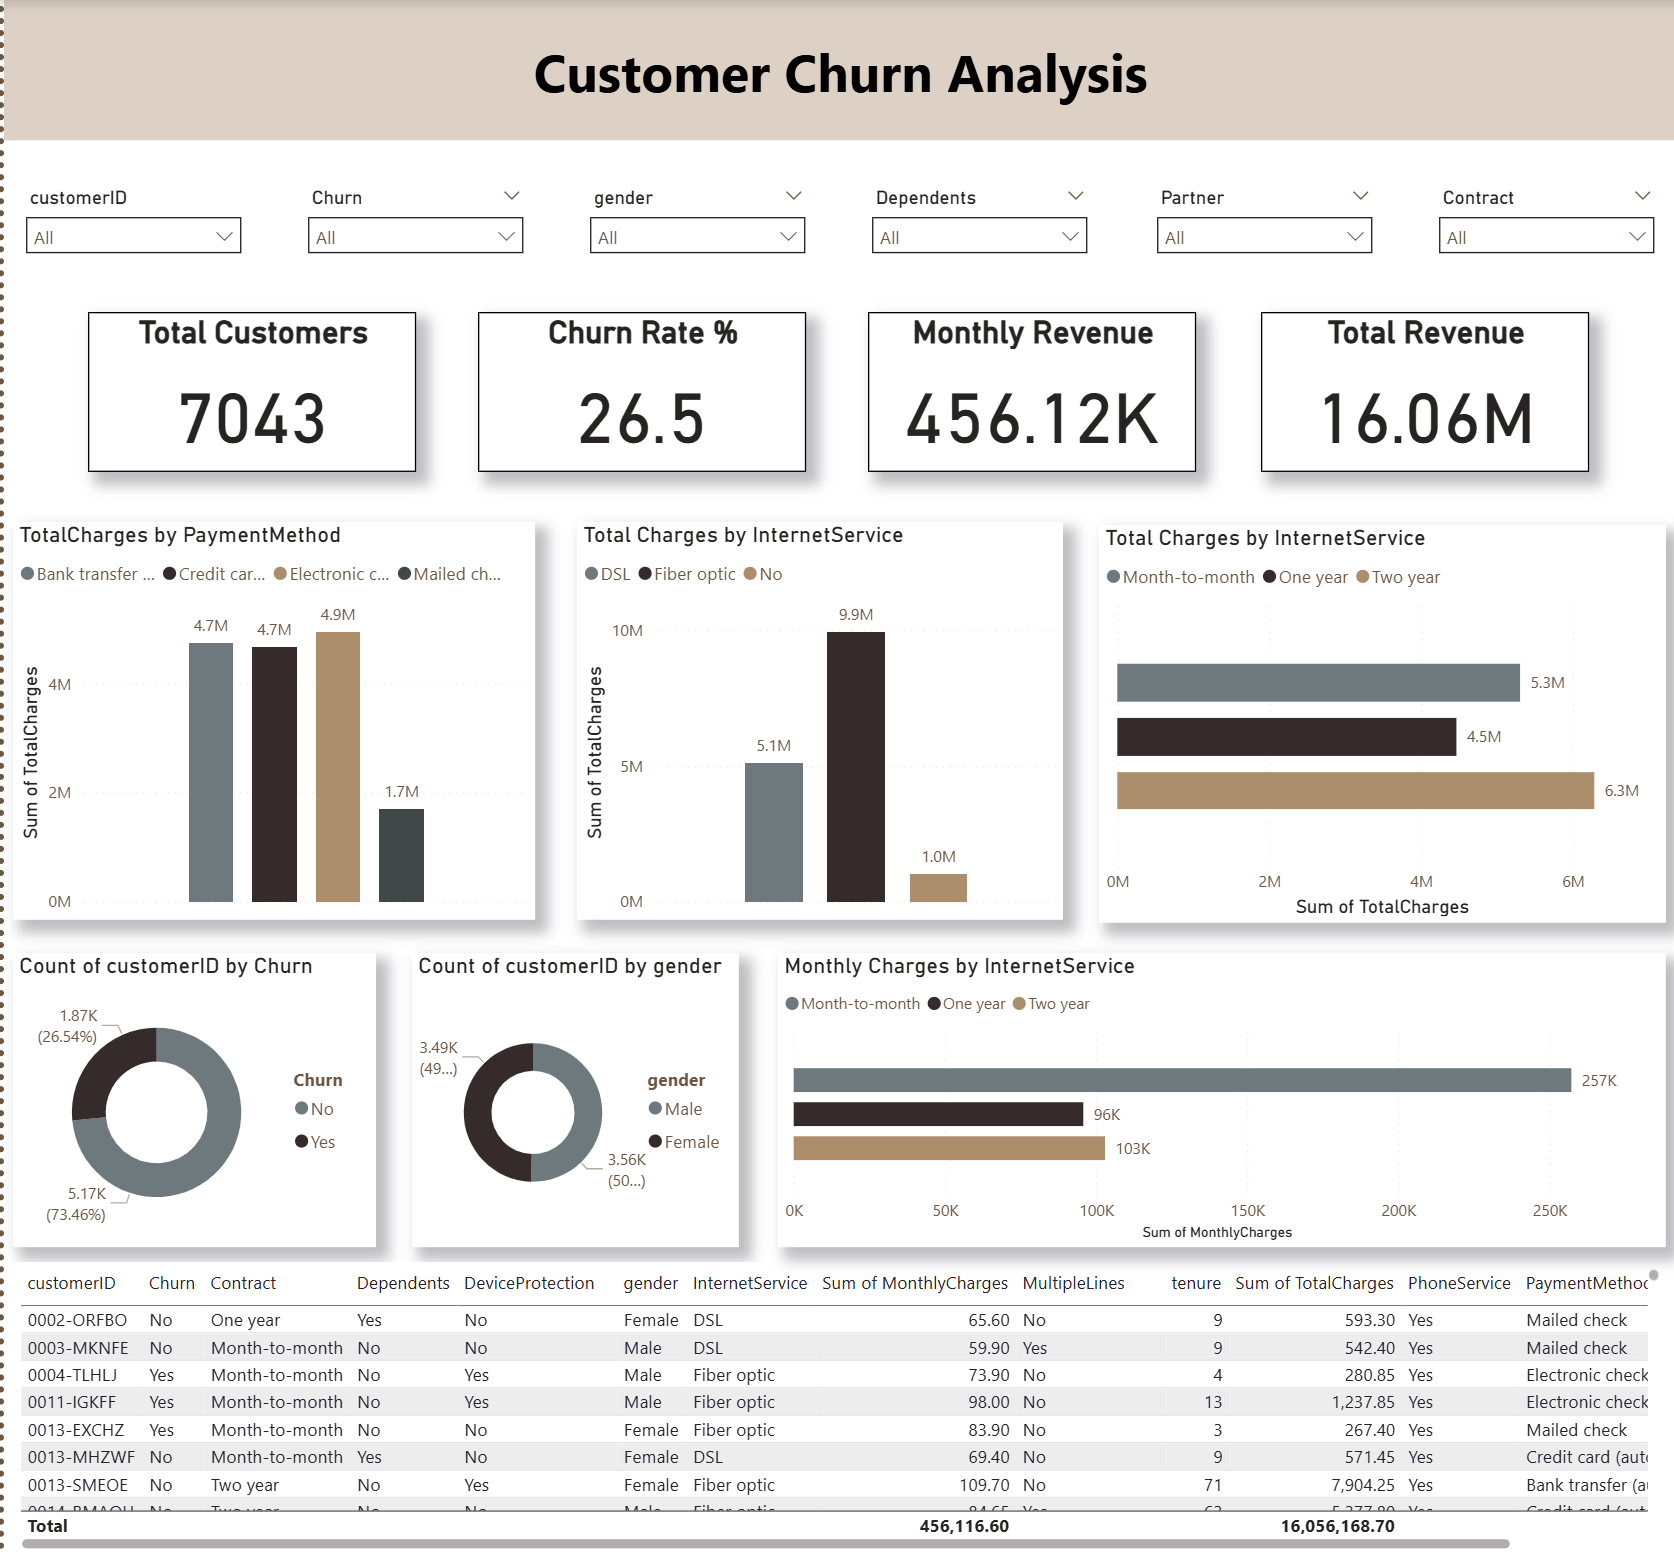 Customer Churn Analysis
customerID Churn gender Dependents Partner Contract
All All All All All All
Total Customers Churn Rate % Monthly Revenue Total Revenue
7043 26.5 456.12K 16.06M
TotalCharges by PaymentMethod
Bank transfer ... Credit car... Electronic c... Mailed ch...
Sum of TotalCharges
4M
2M
0M
4.7M 4.7M 4.9M 1.7M
Total Charges by InternetService
DSL Fiber optic No
Sum of TotalCharges
10M
5M
0M
5.1M 9.9M 1.0M
Total Charges by InternetService
Month-to-month One year Two year
5.3M
4.5M
6.3M
0M 2M 4M 6M
Sum of TotalCharges
Count of customerID by Churn
1.87K
(26.54%)
5.17K
(73.46%)
Churn
No
Yes
Count of customerID by gender
3.49K
(49...)
3.56K
(50...)
gender
Male
Female
Monthly Charges by InternetService
Month-to-month One year Two year
257K
96K
103K
0K 50K 100K 150K 200K 250K
Sum of MonthlyCharges
customerID Churn Contract Dependents DeviceProtection gender InternetService Sum of MonthlyCharges MultipleLines tenure Sum of TotalCharges PhoneService PaymentMethod
0002-ORFBO No One year Yes No Female DSL 65.60 No 9 593.30 Yes Mailed check
0003-MKNFE No Month-to-month No No Male DSL 59.90 Yes 9 542.40 Yes Mailed check
0004-TLHLJ Yes Month-to-month No Yes Male Fiber optic 73.90 No 4 280.85 Yes Electronic check
0011-IGKFF Yes Month-to-month No Yes Male Fiber optic 98.00 No 13 1,237.85 Yes Electronic check
0013-EXCHZ Yes Month-to-month No No Female Fiber optic 83.90 No 3 267.40 Yes Mailed check
0013-MHZWF No Month-to-month Yes No Female DSL 69.40 No 9 571.45 Yes Credit card (aut
0013-SMEOE No Two year No Yes Female Fiber optic 109.70 No 71 7,904.25 Yes Bank transfer (a
Total 456,116.60 16,056,168.70